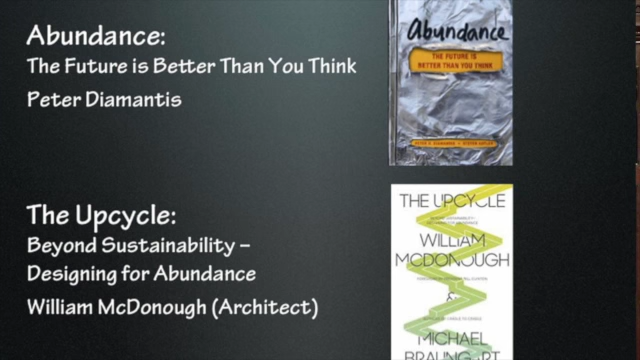 Abundance:
The Future is Better Than You Think
Peter Diamantis
Abundance
THE FUTURE IS
BETTER THAN YOU THINK
The Upcycle:
Beyond Sustainability –
Designing for Abundance
William McDonough (Architect)
THE UPCYCLE
WILLIAM
MCDONOUGH
&
MICHAEL
BRAUNGART